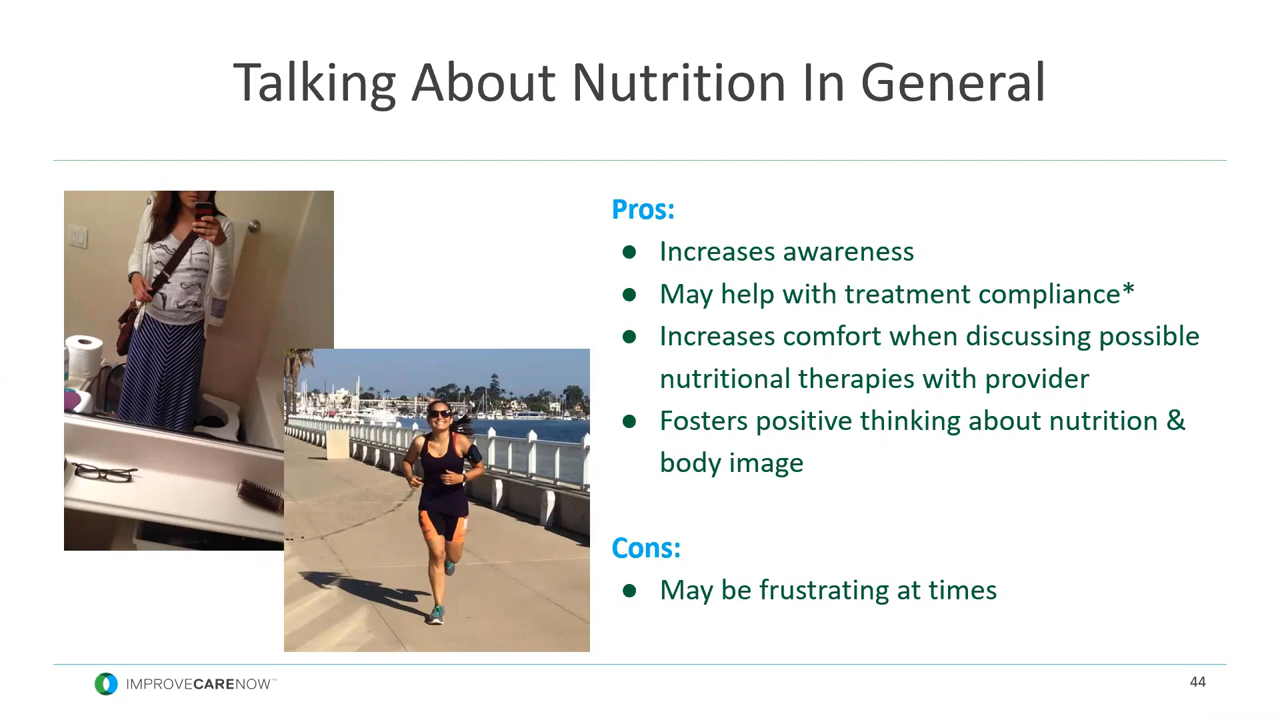 Talking About Nutrition In General
Pros:
● Increases awareness
● May help with treatment compliance*
● Increases comfort when discussing possible
nutritional therapies with provider
● Fosters positive thinking about nutrition &
body image
Cons:
● May be frustrating at times
IMPROVECARENOW™
44